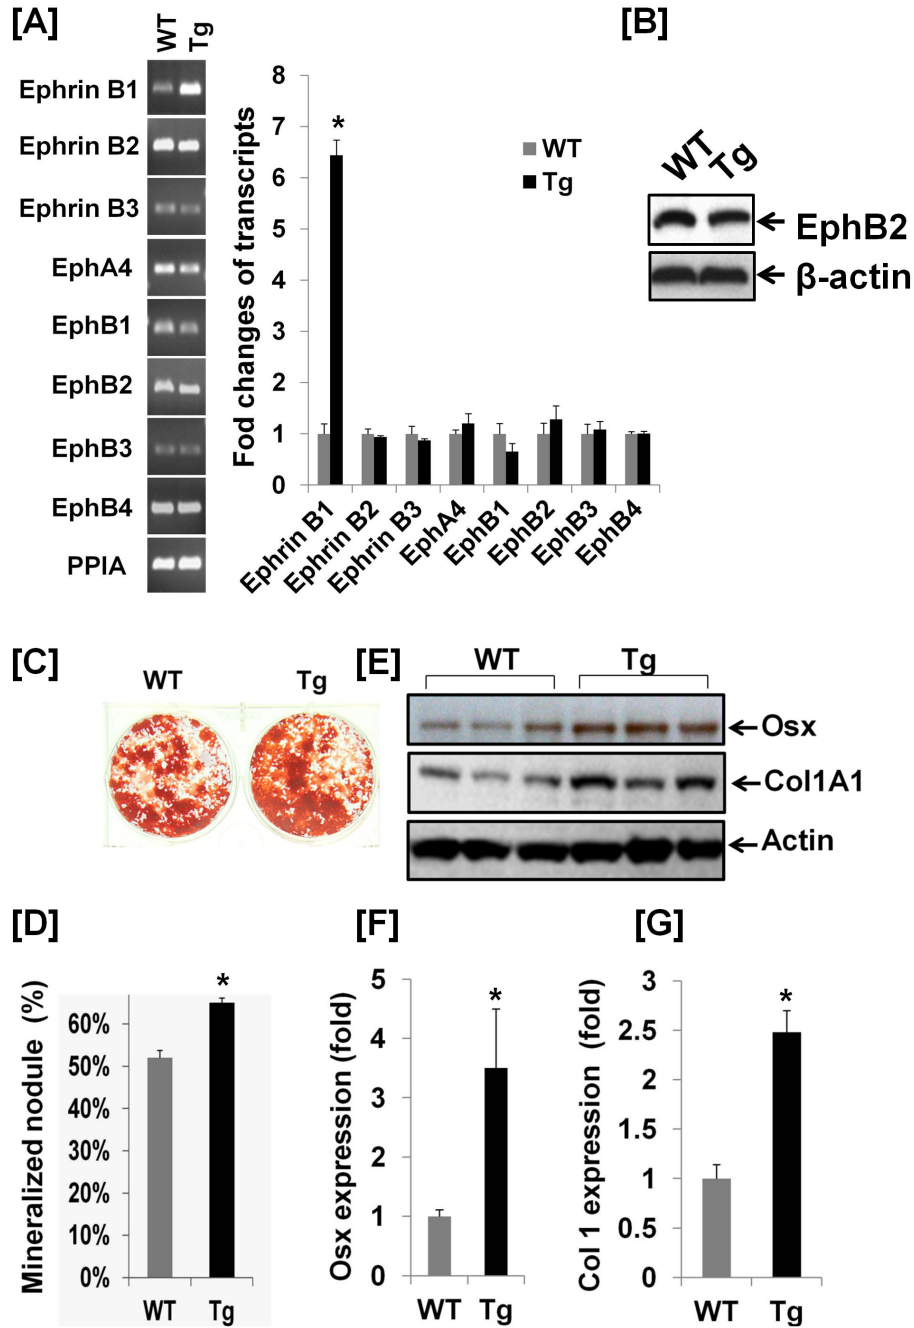 [A]
WT Tg
Ephrin B1
Ephrin B2
Ephrin B3
EphA4
EphB1
EphB2
EphB3
EphB4
PPIA
Fod changes of transcripts
8
7
6
5
4
3
2
1
0
*
WT
Tg
Ephrin B1 Ephrin B2 Ephrin B3 EphA4 EphB1 EphB2 EphB3 EphB4
[B]
WT Tg
EphB2
β-actin
[C]
WT Tg
[E]
WT Tg
Osx
Col1A1
Actin
[D]
Mineralized nodule (%)
60%
50%
40%
30%
20%
10%
0%
*
WT Tg
[F]
Osx expression (fold)
5
4
3
2
1
0
*
WT Tg
[G]
Col 1 expression (fold)
3
2.5
2
1.5
1
0.5
0
*
WT Tg